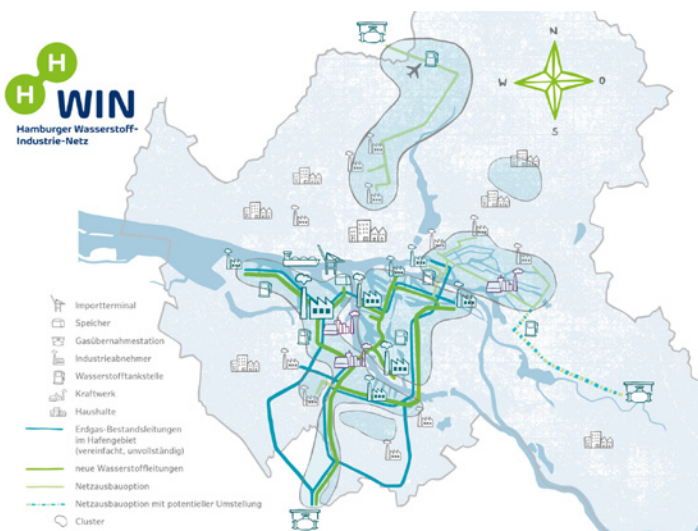 H
H
WIN
Hamburger Wasserstoff-
Industrie-Netz
N
W
O
S
Importterminal
Speicher
Gasübernahmestation
Industrieabnehmer
Wasserstofftankstelle
Kraftwerk
Haushalte
Erdgas-Bestandsleitungen
im Hafengebiet
(vereinfacht, unvollständig)
neue Wasserstoffleitungen
Netzausbauoption
Netzausbauoption mit potentieller Umstellung
Cluster